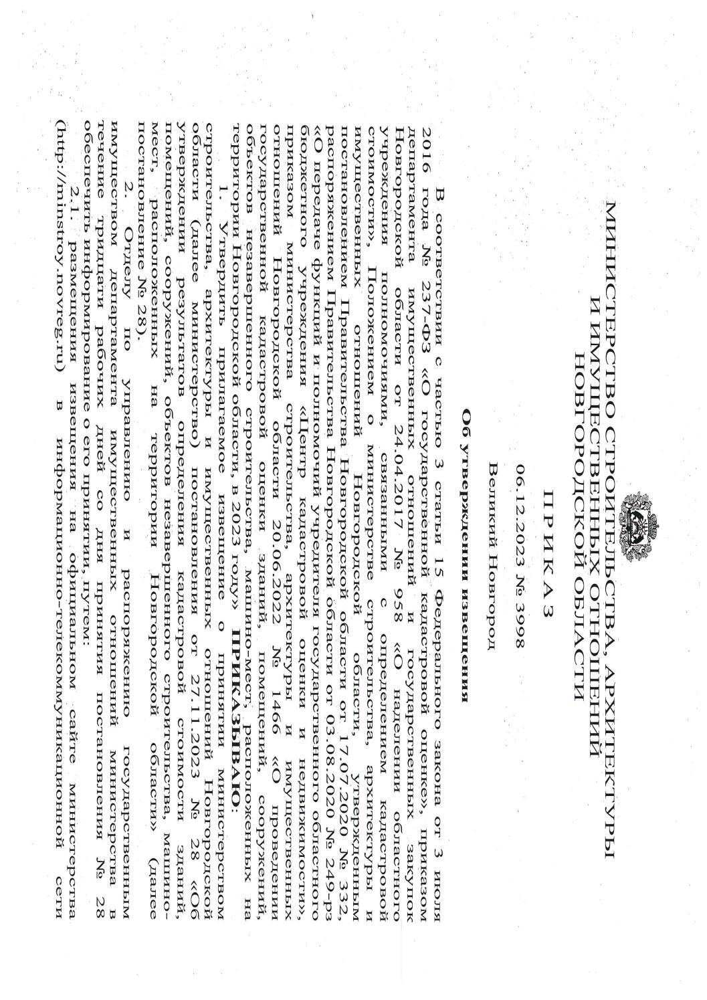 МИНИСТЕРСТВО СТРОИТЕЛЬСТВА, АРХИТЕКТУРЫ
И ИМУЩЕСТВЕННЫХ ОТНОШЕНИЙ
НОВГОРОДСКОЙ ОБЛАСТИ
П Р И К А З
06.12.2023 № 3998
Великий Новгород
Об утверждении извещения
В соответствии с частью 3 статьи 15 Федерального закона от 3 июля
2016 года № 237-ФЗ «О государственной кадастровой оценке», приказом
департамента имущественных отношений и государственных закупок
Новгородской области от 24.04.2017 № 958 «О наделении областного
учреждения полномочиями, связанными с определением кадастровой
стоимости», Положением о министерстве строительства, архитектуры и
имущественных отношений Новгородской области, утвержденным
постановлением Правительства Новгородской области от 17.07.2020 № 332,
распоряжением Правительства Новгородской области от 03.08.2020 № 249-рз
«О передаче функций и полномочий учредителя государственного областного
бюджетного учреждения «Центр кадастровой оценки и недвижимости»,
приказом министерства строительства, архитектуры и имущественных
отношений Новгородской области 20.06.2022 № 1466 «О проведении
государственной кадастровой оценки зданий, помещений, сооружений,
объектов незавершенного строительства, машино-мест, расположенных на
территории Новгородской области, в 2023 году» ПРИКАЗЫВАЮ:
1. Утвердить прилагаемое извещение о принятии министерством
строительства, архитектуры и имущественных отношений Новгородской
области (далее министерство) постановления от 27.11.2023 № 28 «Об
утверждении результатов определения кадастровой стоимости зданий,
помещений, сооружений, объектов незавершенного строительства, машино-
мест, расположенных на территории Новгородской области» (далее
постановление № 28).
2. Отделу по управлению и распоряжению государственным
имуществом департамента имущественных отношений министерства в
течение тридцати рабочих дней со дня принятия постановления № 28
обеспечить информирование о его принятии, путем:
2.1. размещения извещения на официальном сайте министерства
(http://minstroy.novreg.ru) в информационно-телекоммуникационной сети